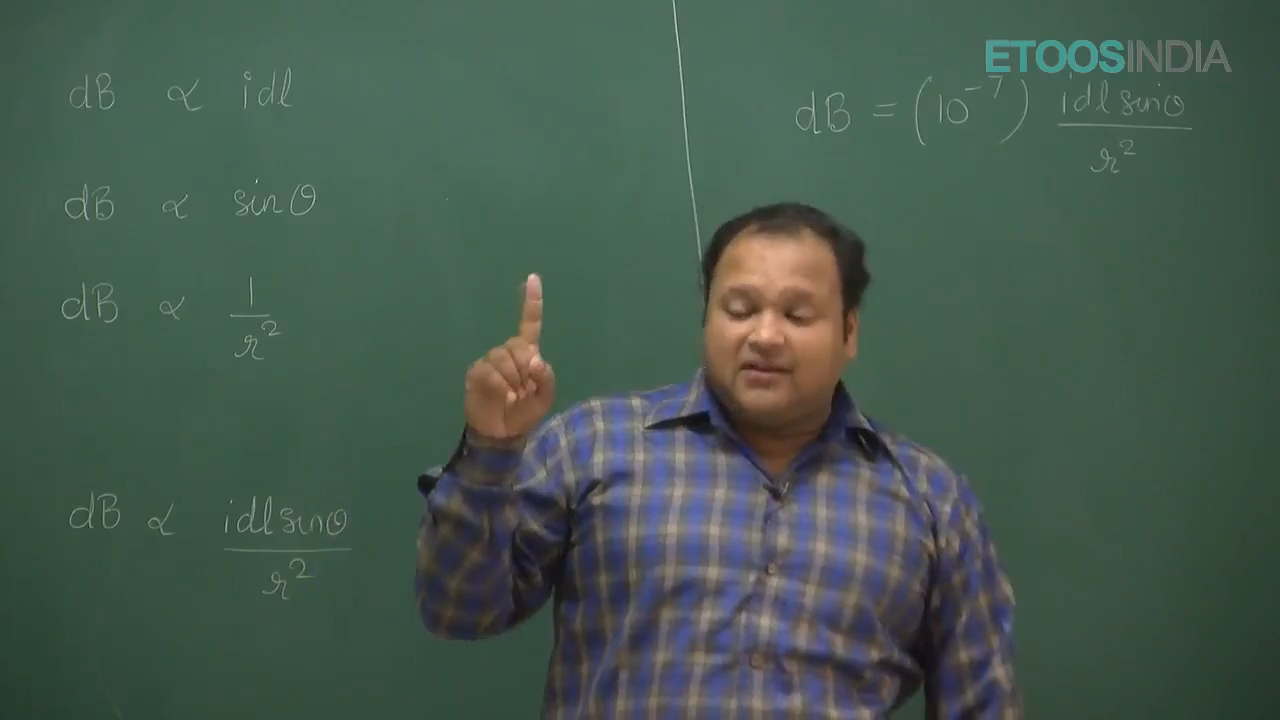 dB ∝ idl
dB ∝ sinθ
dB ∝ 1/r²
dB ∝ idl sinθ/r²
ETOOSINDIA
dB = (10⁻⁷) idl sinθ/r²